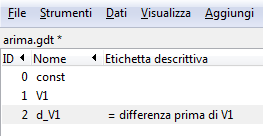 File Strumenti Dati Visualizza Aggiungi
arima.gdt *
ID Nome Etichetta descrittiva
0 const
1 V1
2 d_V1 = differenza prima di V1